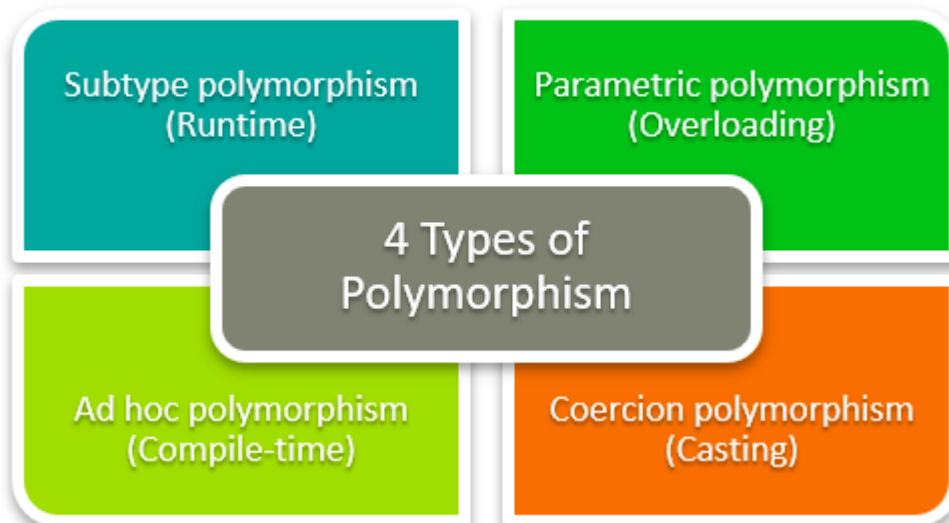 Subtype polymorphism
(Runtime)
Parametric polymorphism
(Overloading)
4 Types of
Polymorphism
Ad hoc polymorphism
(Compile-time)
Coercion polymorphism
(Casting)